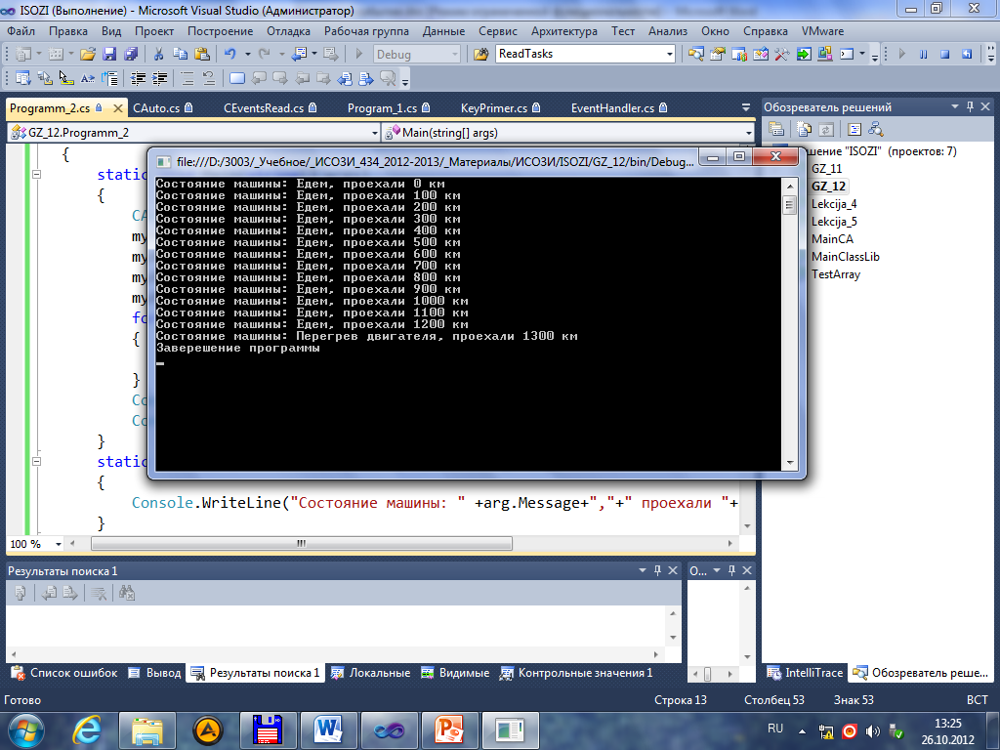 ISOZI (Выполнение) - Microsoft Visual Studio (Администратор)
Файл Правка Вид Проект Построение Отладка Рабочая группа Данные Сервис Архитектура Тест Анализ Окно Справка VMware
Debug ReadTasks
Programm_2.cs CAuto.cs CEventsRead.cs Program_1.cs KeyPrimer.cs EventHandler.cs
GZ_12.Programm_2 Main(string[] args)
{
static
{
CA
my
my
my
my
fo
{
}
Co
Co
}
static
{
Console.WriteLine("Состояние машины: " +arg.Message+","+" проехали "+
}
100 %
file:///D:/3003/_Учебное/_ИСОЗИ_434_2012-2013/_Материалы/ИСОЗИ/ISOZI/GZ_12/bin/Debug...
Состояние машины: Едем, проехали 0 км
Состояние машины: Едем, проехали 100 км
Состояние машины: Едем, проехали 200 км
Состояние машины: Едем, проехали 300 км
Состояние машины: Едем, проехали 400 км
Состояние машины: Едем, проехали 500 км
Состояние машины: Едем, проехали 600 км
Состояние машины: Едем, проехали 700 км
Состояние машины: Едем, проехали 800 км
Состояние машины: Едем, проехали 900 км
Состояние машины: Едем, проехали 1000 км
Состояние машины: Едем, проехали 1100 км
Состояние машины: Едем, проехали 1200 км
Состояние машины: Перегрев двигателя, проехали 1300 км
Заверешение программы
Обозреватель решений
шение "ISOZI" (проектов: 7)
GZ_11
GZ_12
Lekcija_4
Lekcija_5
MainCA
MainClassLib
TestArray
Результаты поиска 1
О...
Список ошибок Вывод Результаты поиска 1 Локальные Видимые Контрольные значения 1
IntelliTrace Обозреватель реше...
Готово Строка 13 Столбец 53 Знак 53 ВСТ
RU 13:25
26.10.2012